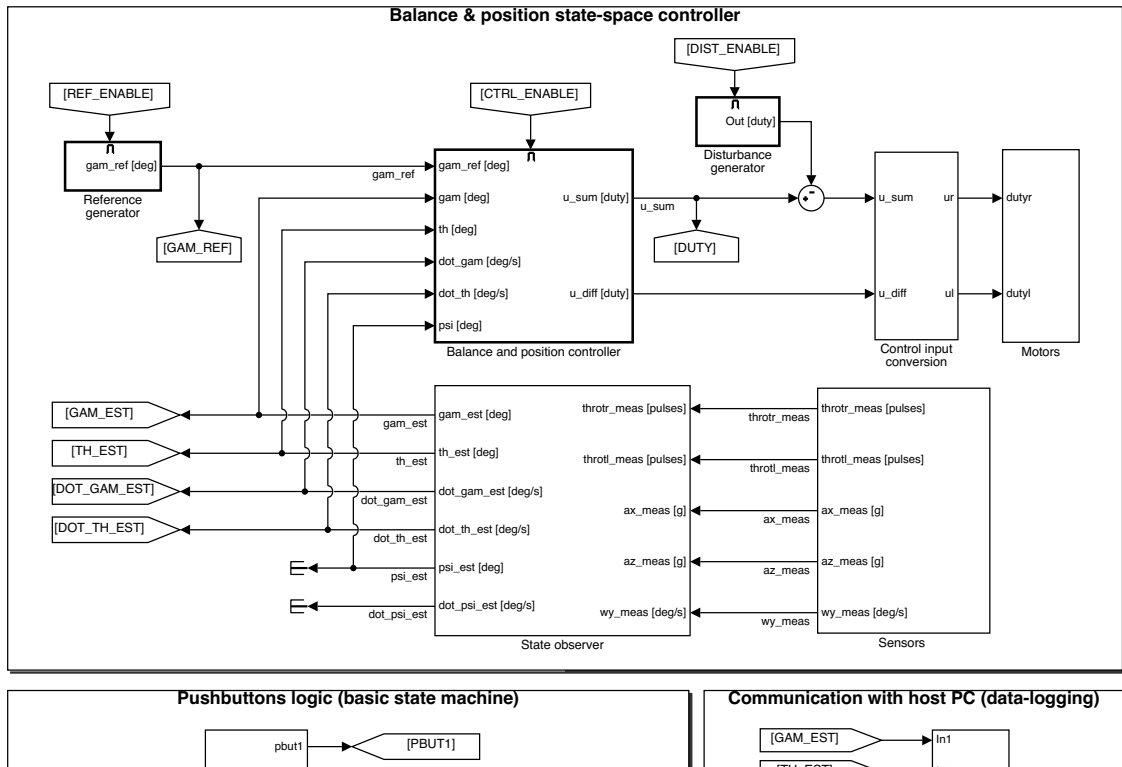 Balance & position state-space controller
[DIST_ENABLE]
[REF_ENABLE]
[CTRL_ENABLE]
Out [duty]
Disturbance
generator
gam_ref [deg]
Reference
generator
gam_ref
[GAM_REF]
gam_ref [deg]
gam [deg]
th [deg]
dot_gam [deg/s]
dot_th [deg/s]
psi [deg]
u_sum [duty]
u_diff [duty]
Balance and position controller
u_sum
[DUTY]
+
-
u_sum
u_diff
ur
ul
Control input
conversion
dutyr
dutyl
Motors
[GAM_EST]
[TH_EST]
[DOT_GAM_EST]
[DOT_TH_EST]
gam_est
th_est
dot_gam_est
dot_th_est
psi_est
dot_psi_est
gam_est [deg]
th_est [deg]
dot_gam_est [deg/s]
dot_th_est [deg/s]
psi_est [deg]
dot_psi_est [deg/s]
throtr_meas [pulses]
throtl_meas [pulses]
ax_meas [g]
az_meas [g]
wy_meas [deg/s]
State observer
throtr_meas
throtl_meas
ax_meas
az_meas
wy_meas
throtr_meas [pulses]
throtl_meas [pulses]
ax_meas [g]
az_meas [g]
wy_meas [deg/s]
Sensors
Pushbuttons logic (basic state machine)
pbut1
[PBUT1]
Communication with host PC (data-logging)
[GAM_EST]
In1
[TH_EST]